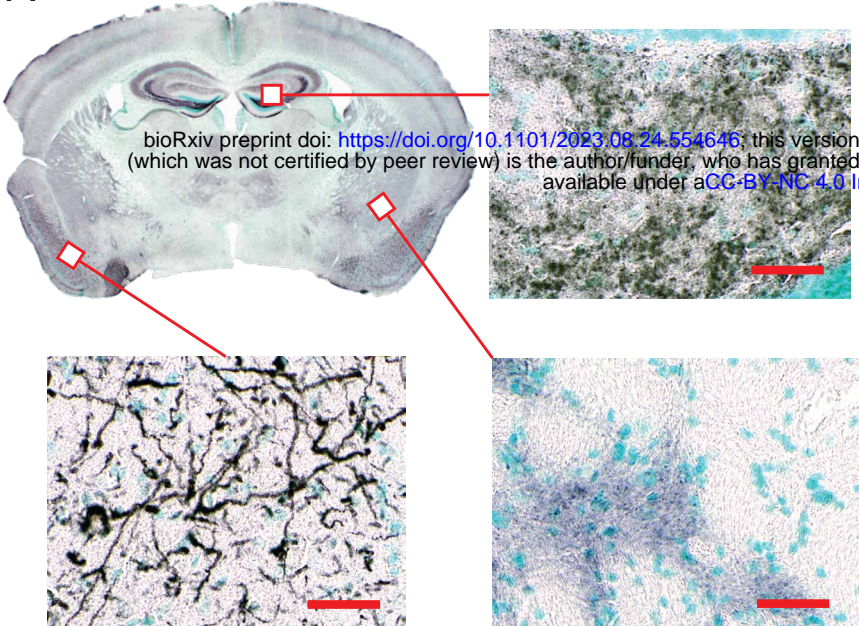 bioRxiv preprint doi: https://doi.org/10.1101/2023.08.24.554646; this version
(which was not certified by peer review) is the author/funder, who has granted
available under aCC-BY-NC 4.0